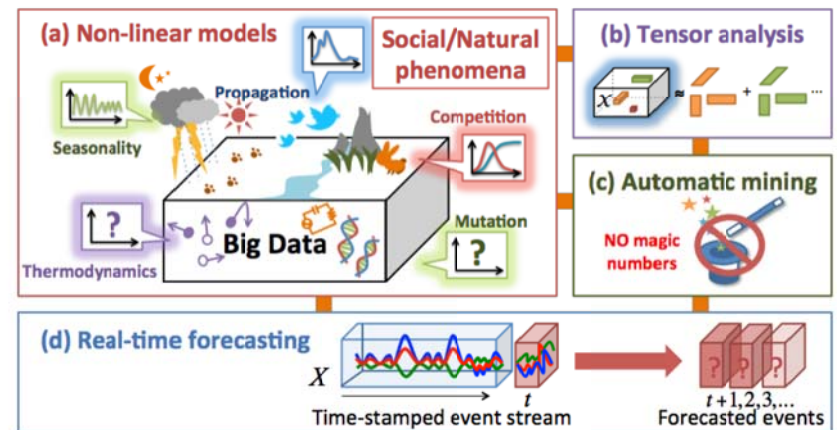 (a) Non-linear models
Social/Natural
phenomena
Propagation
Seasonality
Competition
?
Thermodynamics
Big Data
Mutation
?
(b) Tensor analysis
X ≈ + ...
(c) Automatic mining
NO magic
numbers
(d) Real-time forecasting
X
t
Time-stamped event stream
? ? ?
t+1,2,3,...
Forecasted events